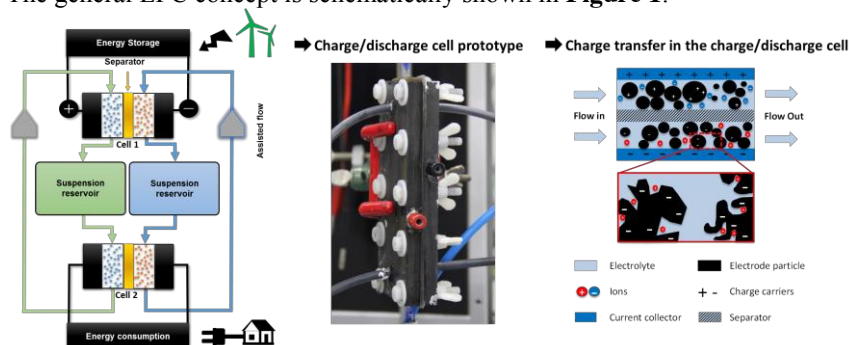 The general EFC concept is schematically shown in Figure 1.
Energy Storage
Separator
+
-
Cell 1
Assisted flow
Suspension
reservoir
Suspension
reservoir
Cell 2
Energy consumption
Charge/discharge cell prototype
Charge transfer in the charge/discharge cell
Flow in
Flow Out
Electrolyte
Electrode particle
Ions
+ - Charge carriers
Current collector
Separator